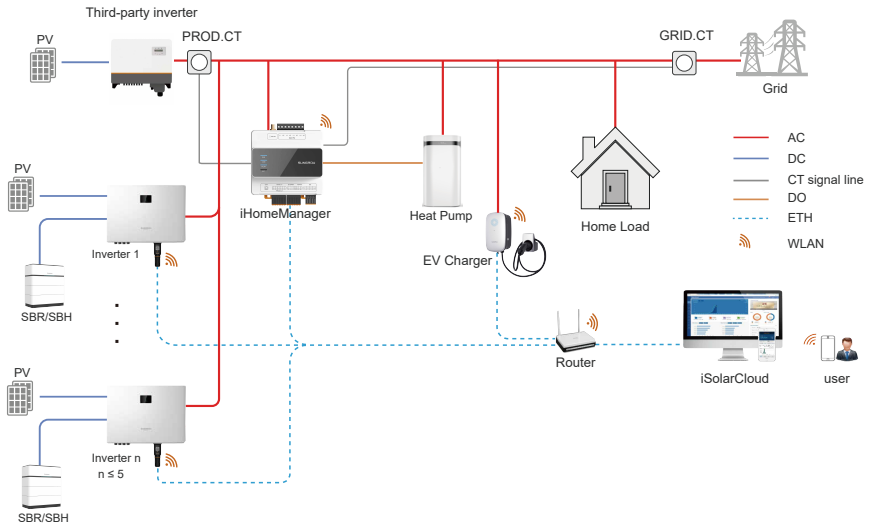 Third-party inverter
PV
PROD.CT
GRID.CT
Grid
AC
DC
CT signal line
DO
ETH
WLAN
PV
iHomeManager
Heat Pump
Home Load
EV Charger
Inverter 1
SBR/SBH
Router
iSolarCloud
user
PV
Inverter n
n ≤ 5
SBR/SBH